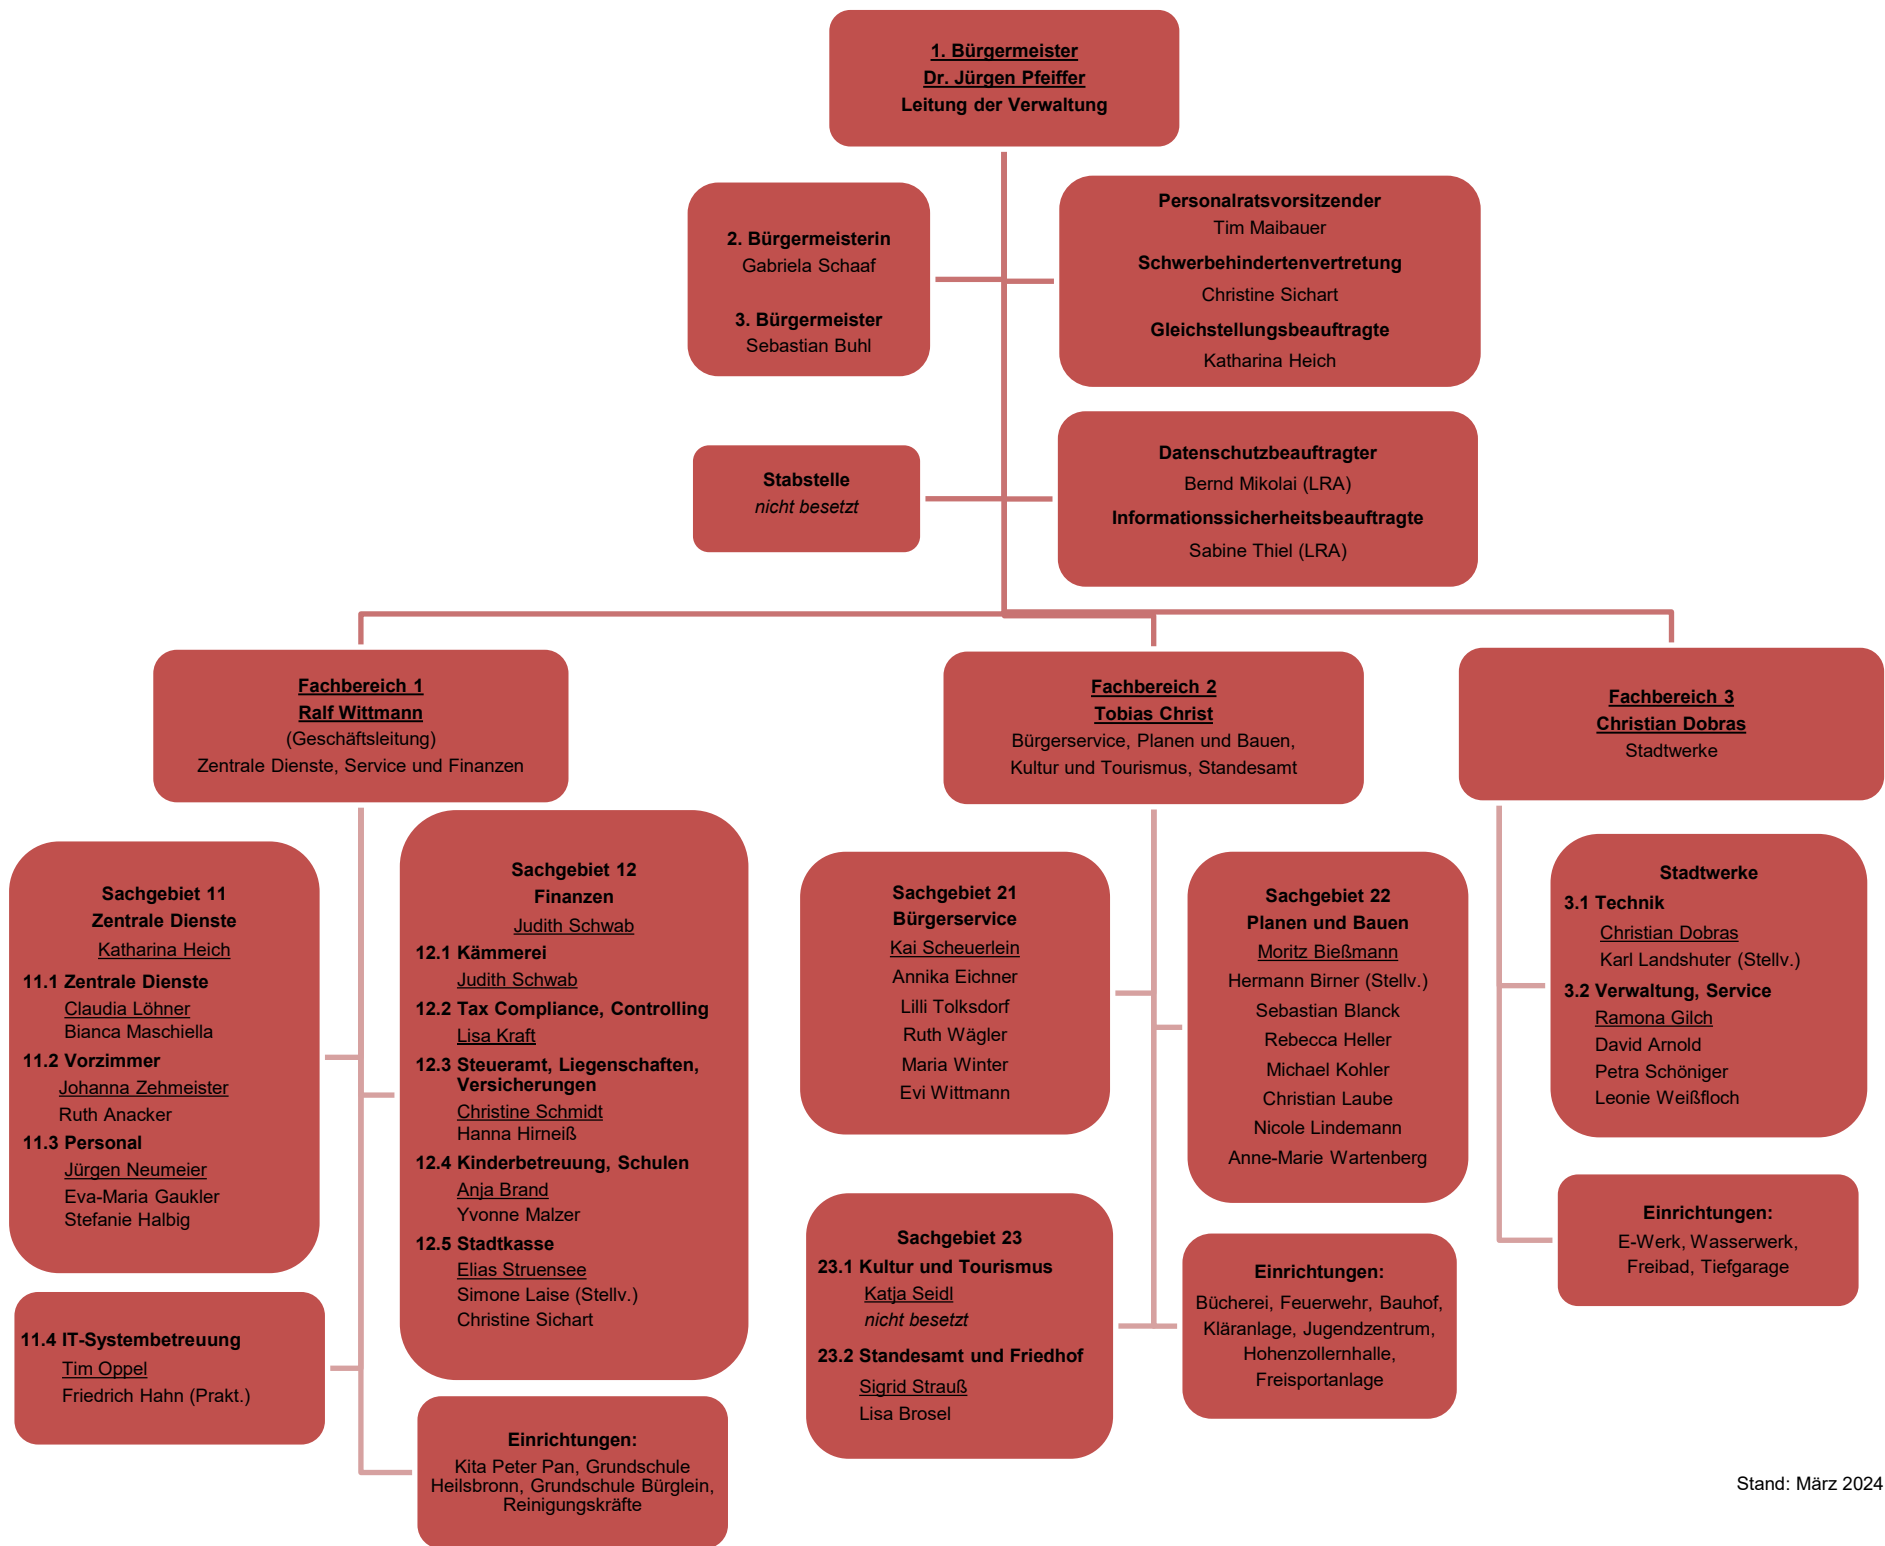 1. Bürgermeister
Dr. Jürgen Pfeiffer
Leitung der Verwaltung
2. Bürgermeisterin
Gabriela Schaaf
3. Bürgermeister
Sebastian Buhl
Personalratsvorsitzender
Tim Maibauer
Schwerbehindertenvertretung
Christine Sichart
Gleichstellungsbeauftragte
Katharina Heich
Stabstelle
nicht besetzt
Datenschutzbeauftragter
Bernd Mikolai (LRA)
Informationssicherheitsbeauftragte
Sabine Thiel (LRA)
Fachbereich 1
Ralf Wittmann
(Geschäftsleitung)
Zentrale Dienste, Service und Finanzen
Fachbereich 2
Tobias Christ
Bürgerservice, Planen und Bauen,
Kultur und Tourismus, Standesamt
Fachbereich 3
Christian Dobras
Stadtwerke
Sachgebiet 11
Zentrale Dienste
Katharina Heich
11.1 Zentrale Dienste
Claudia Löhner
Bianca Maschiella
11.2 Vorzimmer
Johanna Zehmeister
Ruth Anacker
11.3 Personal
Jürgen Neumeier
Eva-Maria Gaukler
Stefanie Halbig
11.4 IT-Systembetreuung
Tim Oppel
Friedrich Hahn (Prakt.)
Sachgebiet 12
Finanzen
Judith Schwab
12.1 Kämmerei
Judith Schwab
12.2 Tax Compliance, Controlling
Lisa Kraft
12.3 Steueramt, Liegenschaften,
Versicherungen
Christine Schmidt
Hanna Hirneiß
12.4 Kinderbetreuung, Schulen
Anja Brand
Yvonne Malzer
12.5 Stadtkasse
Elias Struensee
Simone Laise (Stellv.)
Christine Sichart
Einrichtungen:
Kita Peter Pan, Grundschule
Heilsbronn, Grundschule Bürglein,
Reinigungskräfte
Sachgebiet 21
Bürgerservice
Kai Scheuerlein
Annika Eichner
Lilli Tolksdorf
Ruth Wägler
Maria Winter
Evi Wittmann
Sachgebiet 22
Planen und Bauen
Moritz Bießmann
Hermann Birner (Stellv.)
Sebastian Blanck
Rebecca Heller
Michael Kohler
Christian Laube
Nicole Lindemann
Anne-Marie Wartenberg
Sachgebiet 23
23.1 Kultur und Tourismus
Katja Seidl
nicht besetzt
23.2 Standesamt und Friedhof
Sigrid Strauß
Lisa Brosel
Einrichtungen:
Bücherei, Feuerwehr, Bauhof,
Kläranlage, Jugendzentrum,
Hohenzollernhalle,
Freisportanlage
Stadtwerke
3.1 Technik
Christian Dobras
Karl Landshuter (Stellv.)
3.2 Verwaltung, Service
Ramona Gilch
David Arnold
Petra Schöniger
Leonie Weißfloch
Einrichtungen:
E-Werk, Wasserwerk,
Freibad, Tiefgarage
Stand: März 2024